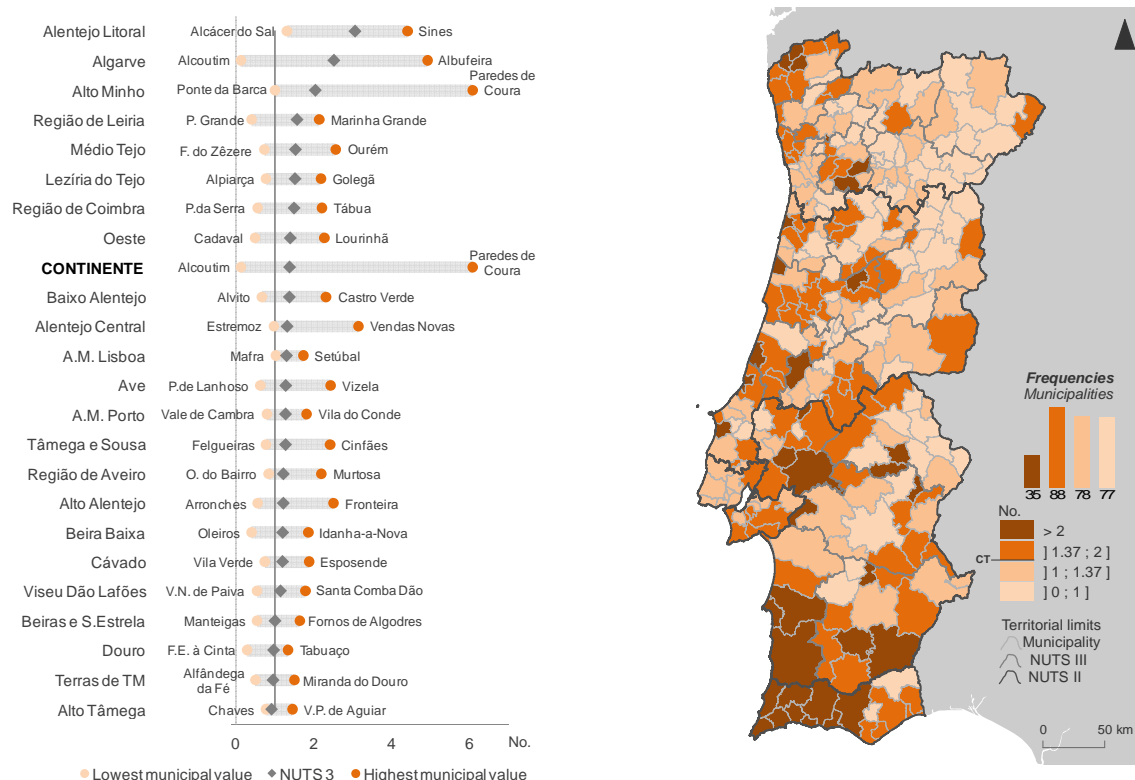 Alentejo Litoral Alcácer do Sal Sines
Algarve Alcoutim Albufeira
Alto Minho Ponte da Barca Paredes de
Coura
Região de Leiria P. Grande Marinha Grande
Médio Tejo F. do Zêzere Ourém
Lezíria do Tejo Alpiarça Golegã
Região de Coimbra P.da Serra Tábua
Oeste Cadaval Lourinhã
CONTINENTE Alcoutim Paredes de
Coura
Baixo Alentejo Alvito Castro Verde
Alentejo Central Estremoz Vendas Novas
A.M. Lisboa Mafra Setúbal
Ave P.de Lanhoso Vizela
A.M. Porto Vale de Cambra Vila do Conde
Tâmega e Sousa Felgueiras Cinfães
Região de Aveiro O. do Bairro Murtosa
Alto Alentejo Arronches Fronteira
Beira Baixa Oleiros Idanha-a-Nova
Cávado Vila Verde Esposende
Viseu Dão Lafões V.N. de Paiva Santa Comba Dão
Beiras e S.Estrela Manteigas Fornos de Algodres
Douro F.E. à Cinta Tabuaço
Terras de TM Alfândega
da Fé Miranda do Douro
Alto Tâmega Chaves V.P. de Aguiar
0 2 4 6 No.
Lowest municipal value NUTS 3 Highest municipal value
Frequencies
Municipalities
35 88 78 77
No.
> 2
] 1.37 ; 2 ]
CT
] 1 ; 1.37 ]
] 0 ; 1 ]
Territorial limits
Municipality
NUTS III
NUTS II
0 50 km